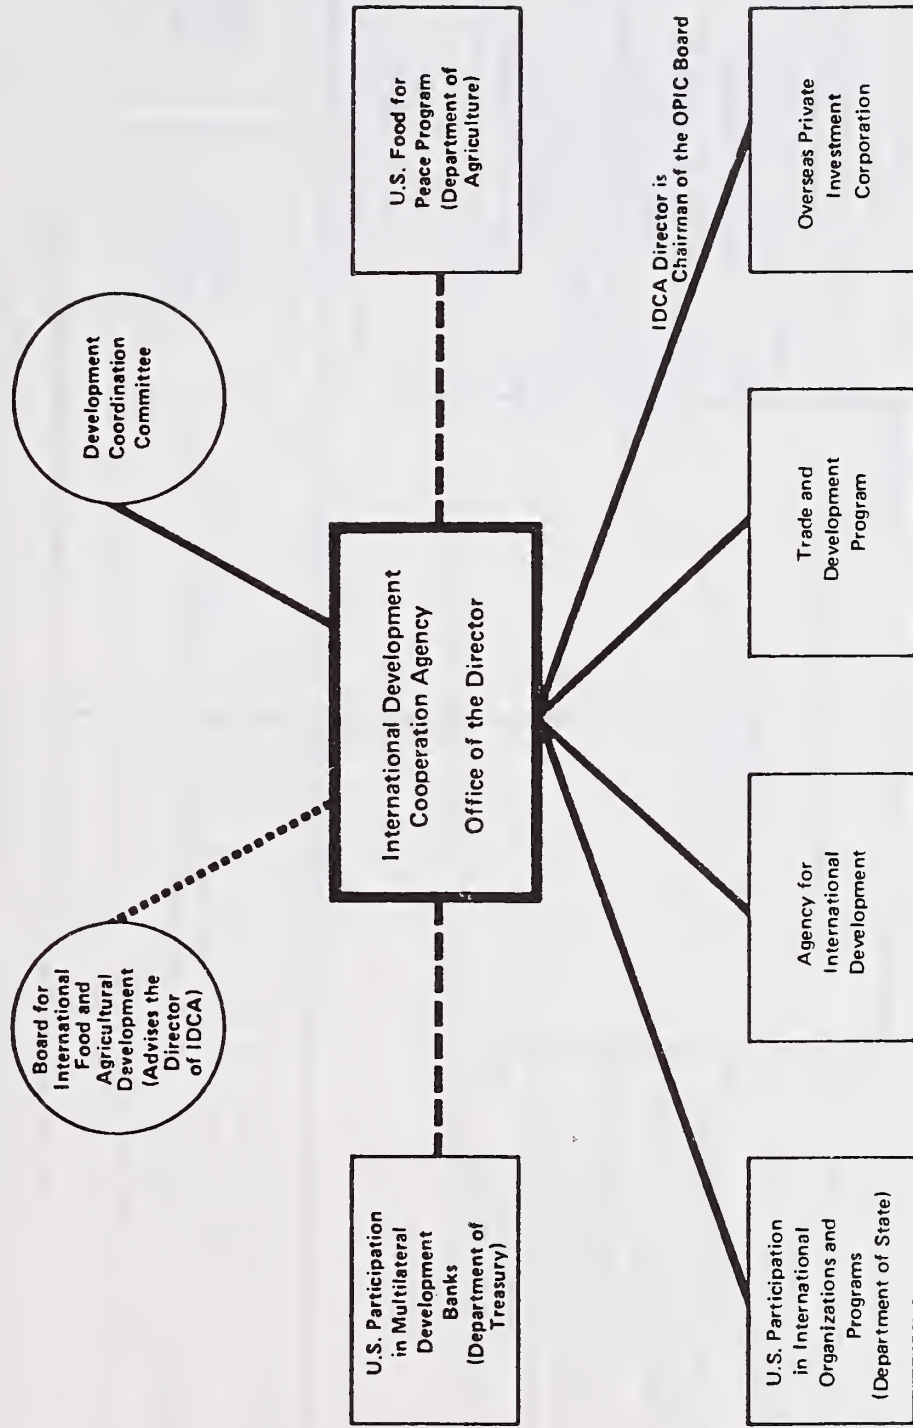 Board for
International
Food and
Agricultural
Development
(Advises the
Director
of IDCA)
Development
Coordination
Committee
U.S. Participation
in Multilateral
Development
Banks
(Department of
Treasury)
International Development
Cooperation Agency
Office of the Director
U.S. Food for
Peace Program
(Department of
Agriculture)
IDCA Director is
Chairman of the OPIC Board
U.S. Participation
in International
Organizations and
Programs
(Department of State)
Agency for
International
Development
Trade and
Development
Program
Overseas Private
Investment
Corporation